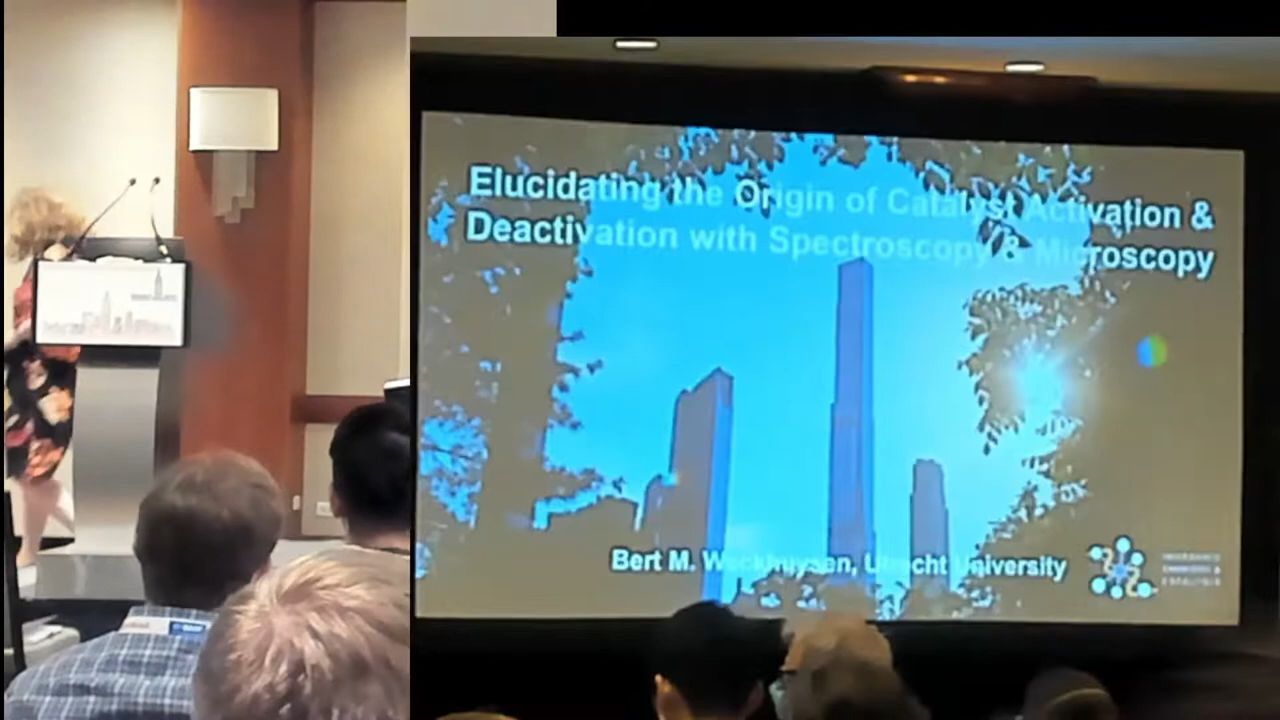 Elucidating the Origin of Catalyst Activation &
Deactivation with Spectroscopy & Microscopy
Bert M. Weckhuysen, Utrecht University